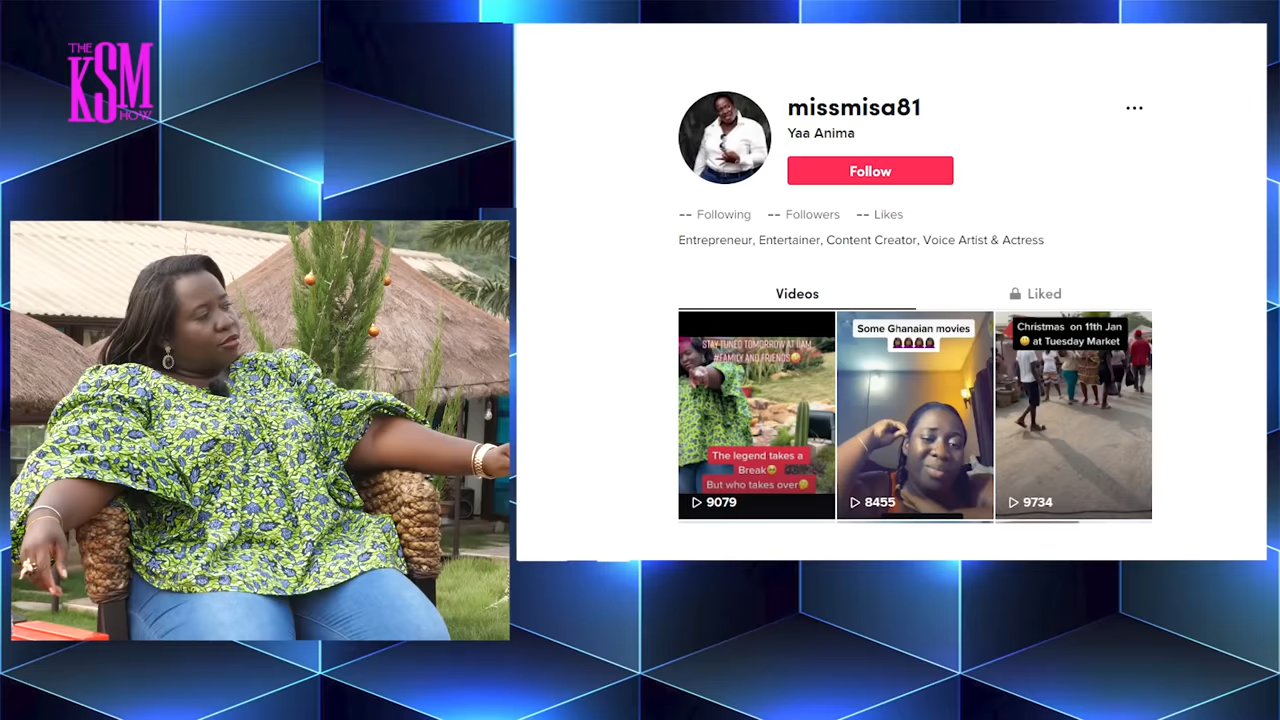 THE
KSM
SHOW
missmisa81
Yaa Anima
Follow
-- Following -- Followers -- Likes
Entrepreneur, Entertainer, Content Creator, Voice Artist & Actress
Videos
Liked
STAY TUNED TOMORROW AT 11AM
#FAMILY AND FRIENDS
The legend takes a
Break
But who takes over
9079
Some Ghanaian movies
8455
Christmas on 11th Jan
at Tuesday Market
9734